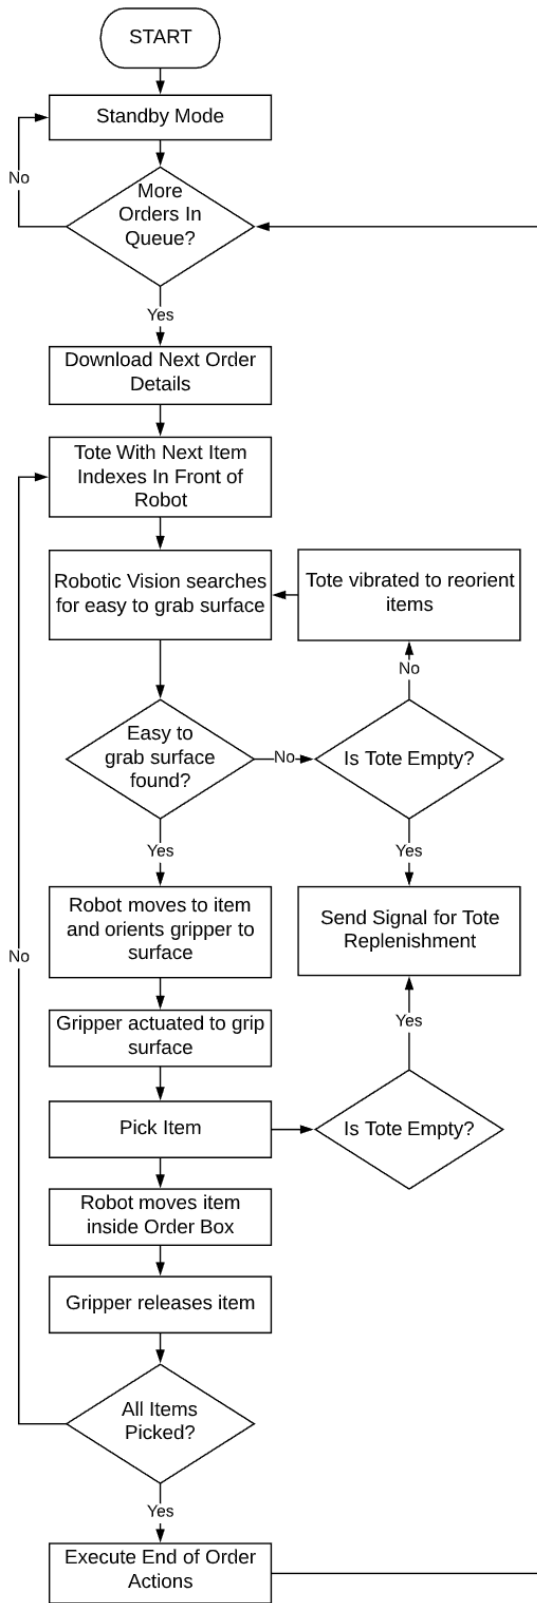 START
Standby Mode
No
More
Orders In
Queue?
Yes
Download Next Order
Details
Tote With Next Item
Indexes In Front of
Robot
Robotic Vision searches
for easy to grab surface
Tote vibrated to reorient
items
No
Easy to
grab surface
found?
No
Is Tote Empty?
Yes
Yes
Robot moves to item
and orients gripper to
surface
Send Signal for Tote
Replenishment
No
Gripper actuated to grip
surface
Yes
Pick Item
Is Tote Empty?
Robot moves item
inside Order Box
Gripper releases item
All Items
Picked?
Yes
Execute End of Order
Actions